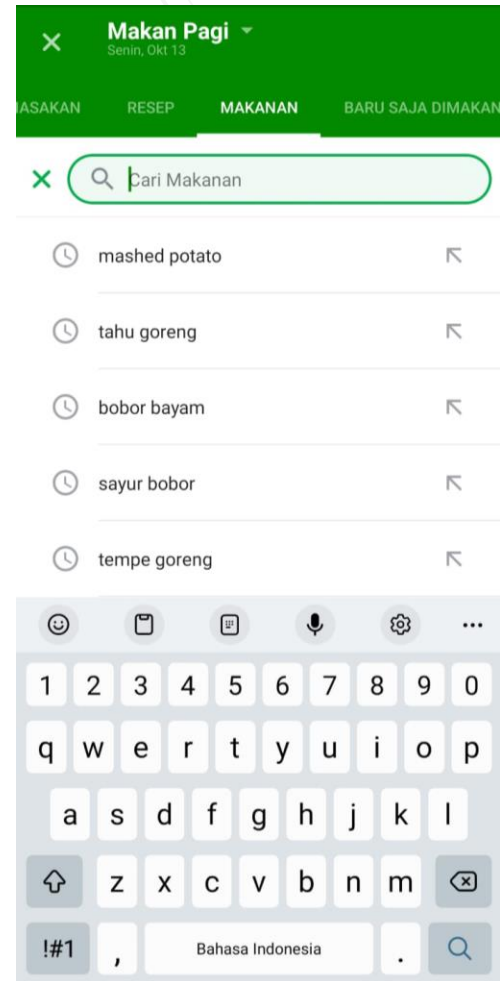 Makan Pagi
Senin, Okt 13
IASAKAN RESEP MAKANAN BARU SAJA DIMAKAN
Cari Makanan
mashed potato
tahu goreng
bobor bayam
sayur bobor
tempe goreng
1 2 3 4 5 6 7 8 9 0
q w e r t y u i o p
a s d f g h j k l
z x c v b n m
!#1 , Bahasa Indonesia .